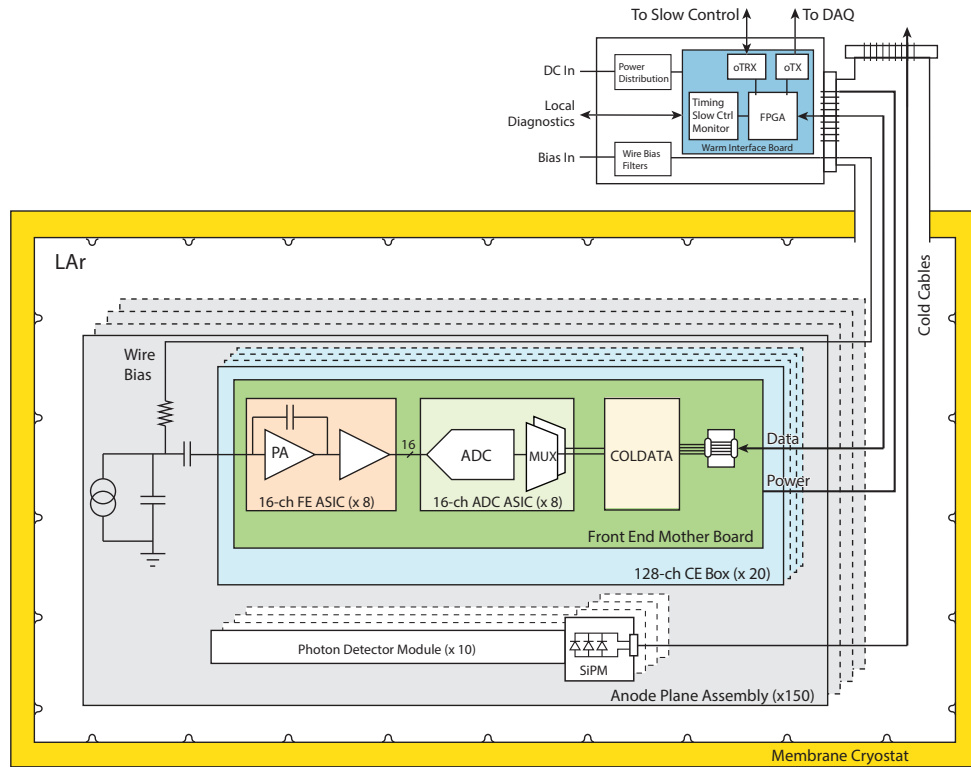 To Slow Control
To DAQ
DC In
Power
Distribution
oTRX
oTX
Local
Diagnostics
Timing
Slow Ctrl
Monitor
FPGA
Warm Interface Board
Bias In
Wire Bias
Filters
LAr
Cold Cables
Wire
Bias
PA
16
ADC
MUX
COLDATA
Data
Power
16-ch FE ASIC (x 8)
16-ch ADC ASIC (x 8)
Front End Mother Board
128-ch CE Box (x 20)
Photon Detector Module (x 10)
SiPM
Anode Plane Assembly (x150)
Membrane Cryostat